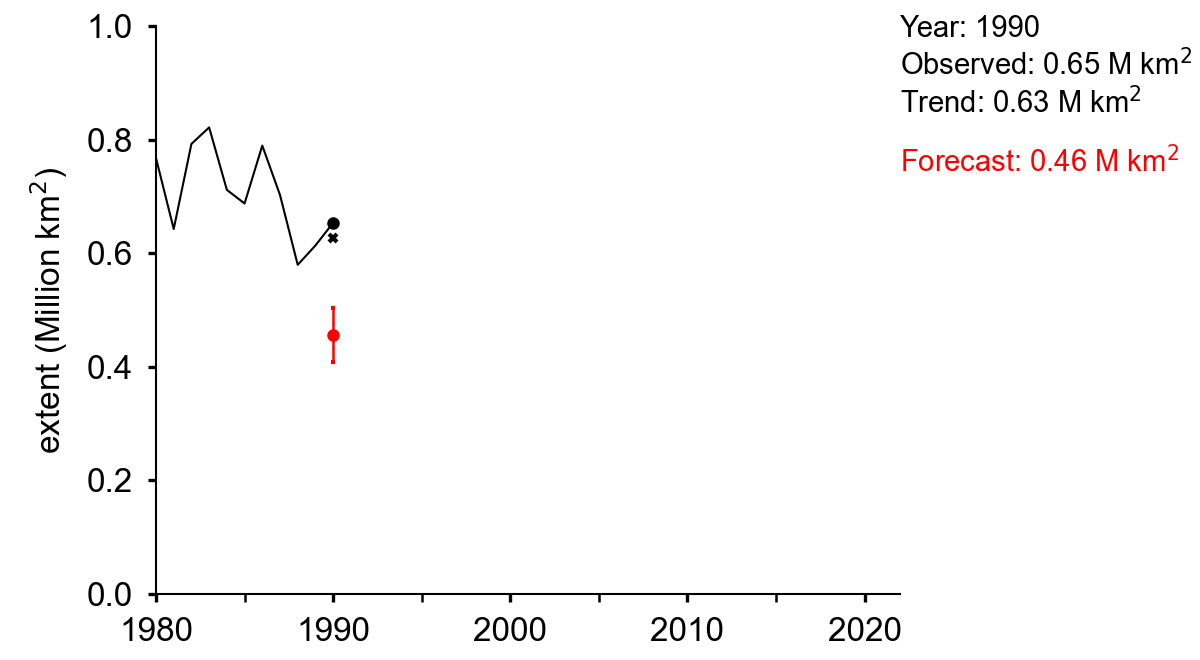 Year: 1990
Observed: 0.65 M km²
Trend: 0.63 M km²
Forecast: 0.46 M km²
extent (Million km²)
1.0
0.8
0.6
0.4
0.2
0.0
1980 1990 2000 2010 2020